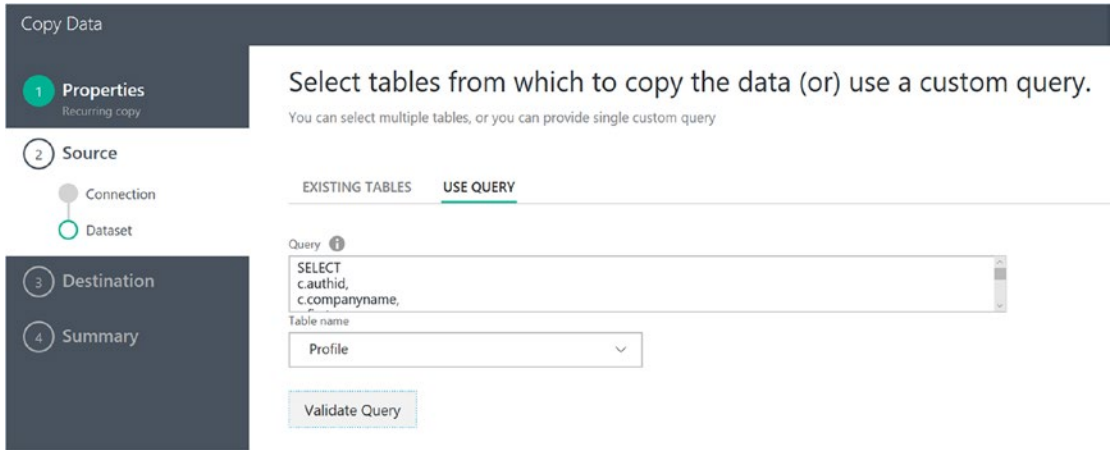 Copy Data
1 Properties
Recurring copy
2 Source
Connection
Dataset
3 Destination
4 Summary
Select tables from which to copy the data (or) use a custom query.
You can select multiple tables, or you can provide single custom query
EXISTING TABLES USE QUERY
Query i
SELECT
c.authid,
c.companyname,
Table name
Profile
Validate Query